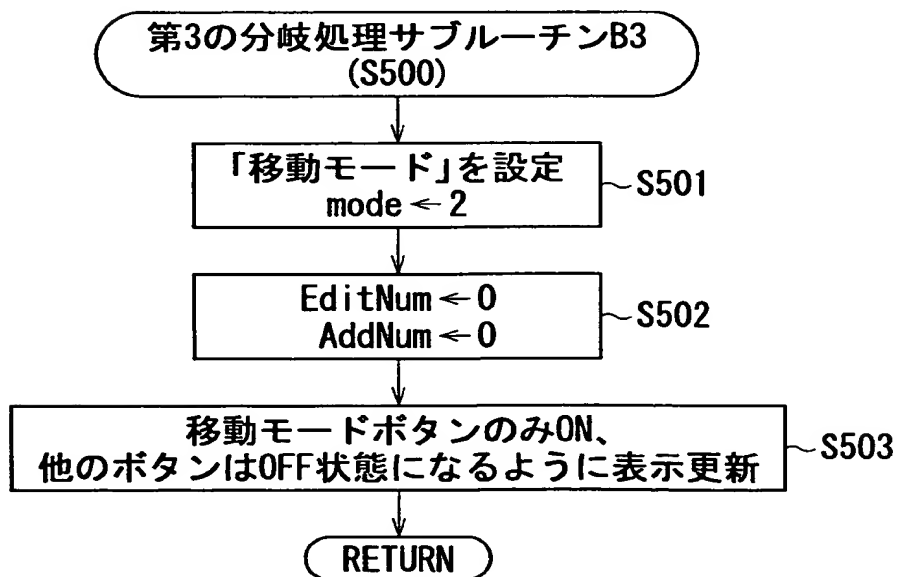 第3の分岐処理サブルーチンB3
(S500)
「移動モード」を設定
mode←2
S501
EditNum←0
AddNum←0
S502
移動モードボタンのみON、
他のボタンはOFF状態になるように表示更新
S503
RETURN